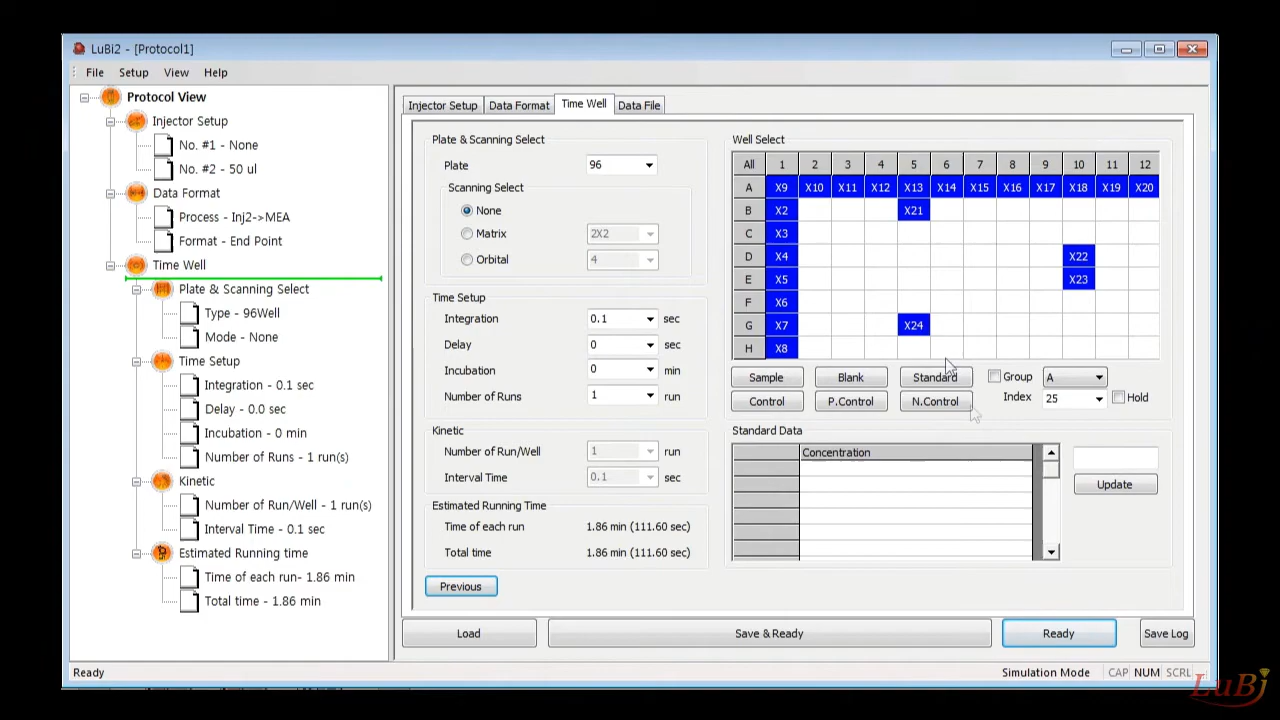 LuBi2 - [Protocol1]
File Setup View Help
Protocol View
Injector Setup
No. #1 - None
No. #2 - 50 ul
Data Format
Process - Inj2->MEA
Format - End Point
Time Well
Plate & Scanning Select
Type - 96Well
Mode - None
Time Setup
Integration - 0.1 sec
Delay - 0.0 sec
Incubation - 0 min
Number of Runs - 1 run(s)
Kinetic
Number of Run/Well - 1 run(s)
Interval Time - 0.1 sec
Estimated Running time
Time of each run- 1.86 min
Total time - 1.86 min
Injector Setup Data Format Time Well Data File
Plate & Scanning Select
Plate 96
Scanning Select
None
Matrix 2X2
Orbital 4
Time Setup
Integration 0.1 sec
Delay 0 sec
Incubation 0 min
Number of Runs 1 run
Kinetic
Number of Run/Well 1 run
Interval Time 0.1 sec
Estimated Running Time
Time of each run 1.86 min (111.60 sec)
Total time 1.86 min (111.60 sec)
Previous
Well Select
All 1 2 3 4 5 6 7 8 9 10 11 12
A X9 X10 X11 X12 X13 X14 X15 X16 X17 X18 X19 X20
B X2 X21
C X3
D X4 X22
E X5 X23
F X6
G X7 X24
H X8
Sample Blank Standard Group A
Control P.Control N.Control Index 25 Hold
Standard Data
Concentration
Update
Load Save & Ready Ready Save Log
Ready Simulation Mode CAP NUM SCRL
LuBi